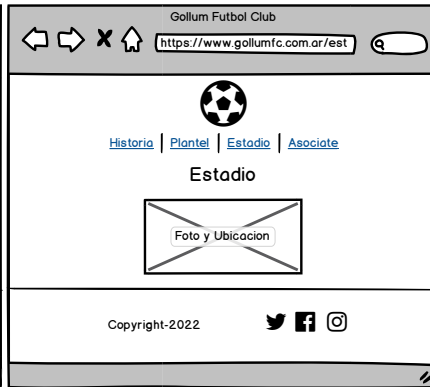 Gollum Futbol Club
https://www.gollumfc.com.ar/est
Historia | Plantel | Estadio | Asociate
Estadio
Foto y Ubicacion
Copyright-2022